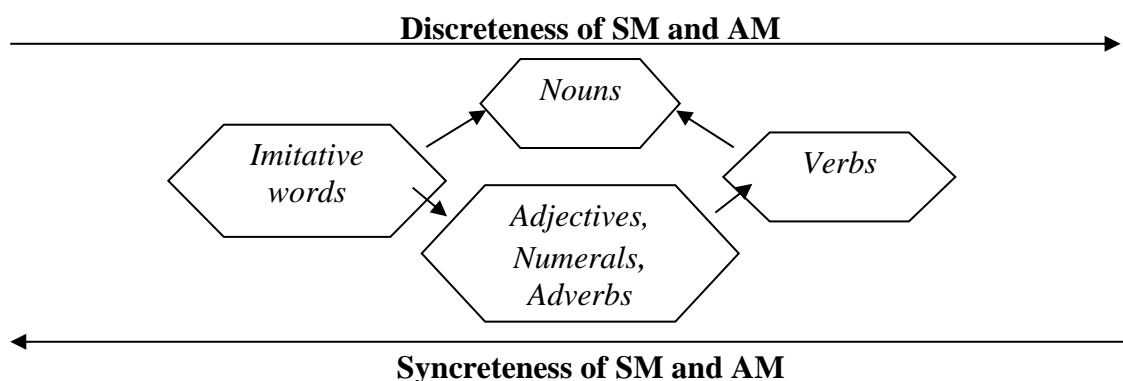 Discreteness of SM and AM
Nouns
Imitative
words
Verbs
Adjectives,
Numerals,
Adverbs
Syncreteness of SM and AM